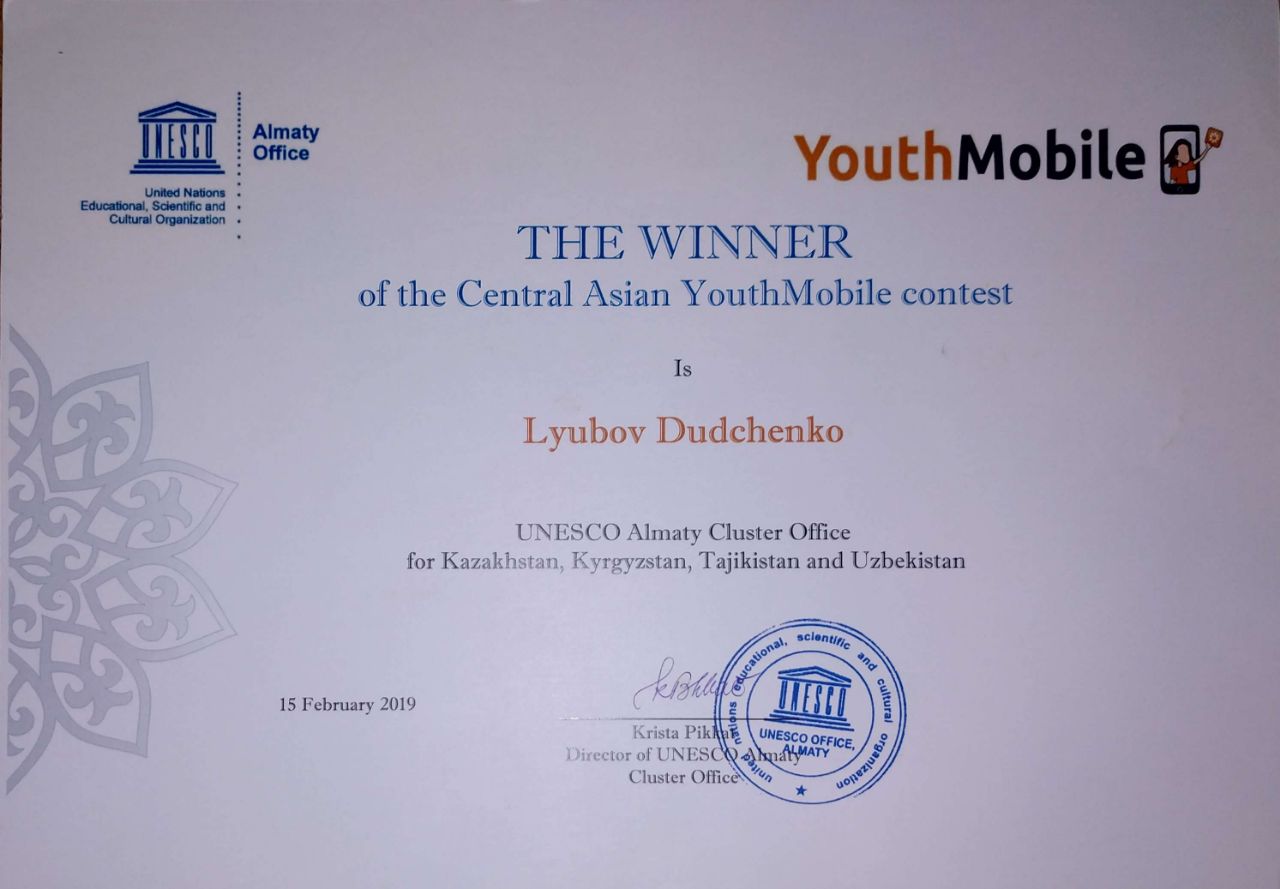 UNESCO
Almaty
Office
United Nations
Educational, Scientific and
Cultural Organization
YouthMobile
THE WINNER
of the Central Asian YouthMobile contest
Is
Lyubov Dudchenko
UNESCO Almaty Cluster Office
for Kazakhstan, Kyrgyzstan, Tajikistan and Uzbekistan
15 February 2019
Krista Pikkat
Director of UNESCO Almaty
Cluster Office
united nations educational, scientific and cultural organization
UNESCO
UNESCO OFFICE,
ALMATY